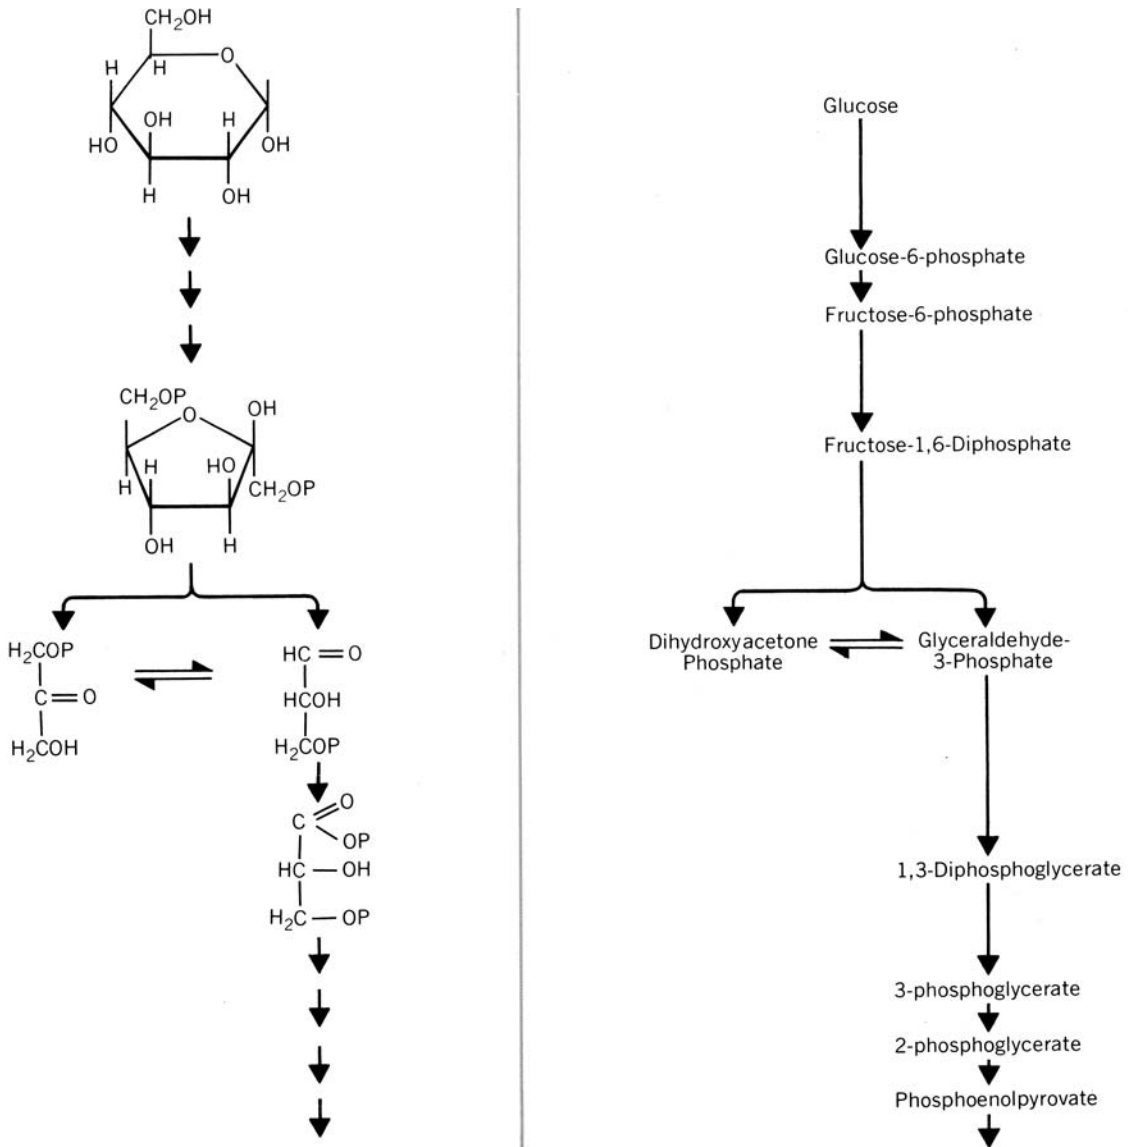 CH2OH
O
H
H
OH
H
HO
OH
H
OH
CH2OP
O
OH
H
H
HO
CH2OP
OH
H
H2COP
C=O
H2COH
HC=O
HCOH
H2COP
C
O
OP
HC—OH
H2C—OP
Glucose
Glucose-6-phosphate
Fructose-6-phosphate
Fructose-1,6-Diphosphate
Dihydroxyacetone
Phosphate
Glyceraldehyde-
3-Phosphate
1,3-Diphosphoglycerate
3-phosphoglycerate
2-phosphoglycerate
Phosphoenolpyrovate